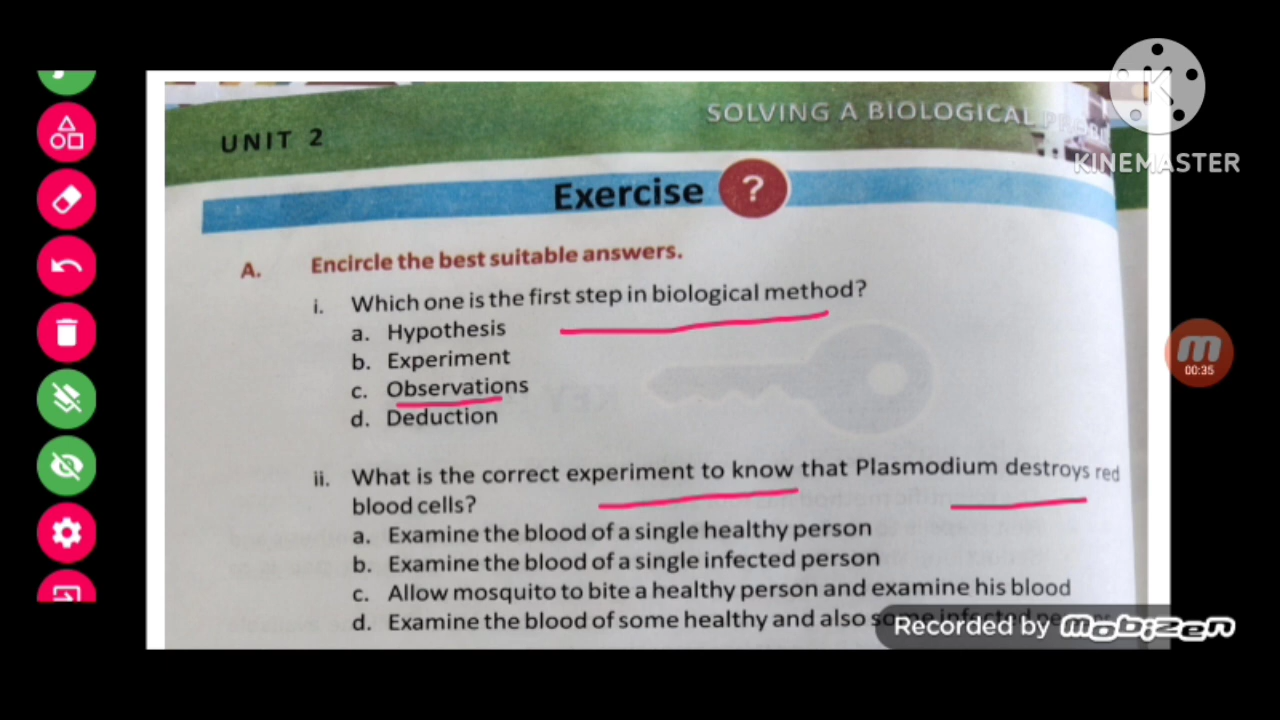 UNIT 2
SOLVING A BIOLOGICAL
KINEMASTER
Exercise ?
A. Encircle the best suitable answers.
i. Which one is the first step in biological method?
a. Hypothesis
b. Experiment
c. Observations
d. Deduction
00:35
ii. What is the correct experiment to know that Plasmodium destroys red
blood cells?
a. Examine the blood of a single healthy person
b. Examine the blood of a single infected person
c. Allow mosquito to bite a healthy person and examine his blood
d. Examine the blood of some healthy and also some infected
Recorded by mobizen